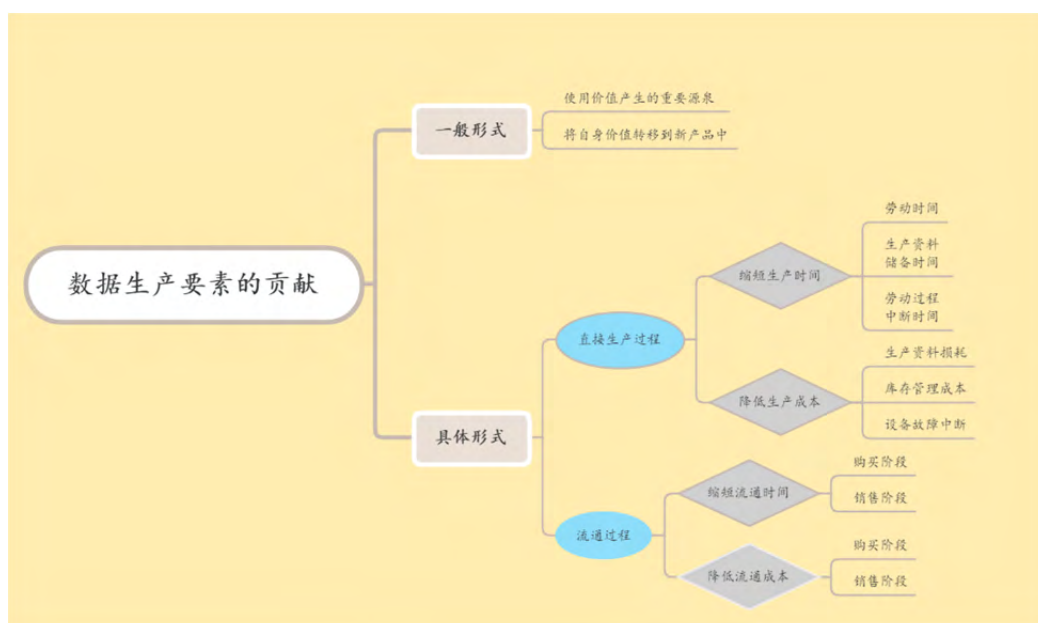 数据生产要素的贡献
一般形式
使用价值产生的重要源泉
将自身价值转移到新产品中
具体形式
直接生产过程
缩短生产时间
劳动时间
生产资料
储备时间
劳动过程
中断时间
降低生产成本
生产资料损耗
库存管理成本
设备故障中断
流通过程
缩短流通时间
购买阶段
销售阶段
降低流通成本
购买阶段
销售阶段